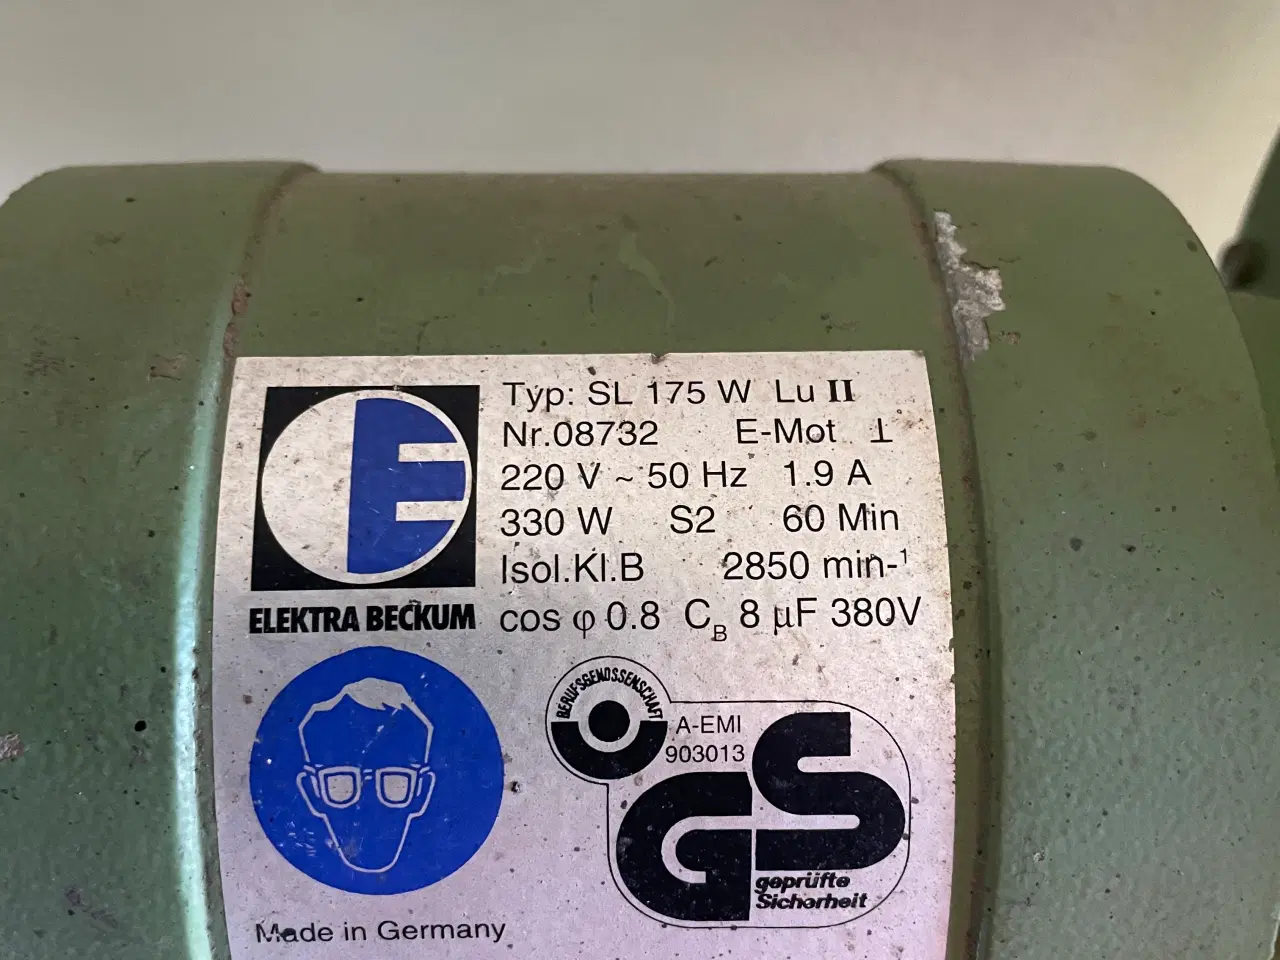 Typ: SL 175 W Lu II
Nr.08732 E-Mot ⊥
220 V ~ 50 Hz 1.9 A
330 W S2 60 Min
Isol.Kl.B 2850 min-¹
cos φ 0.8 C_B 8 µF 380V
E
ELEKTRA BECKUM
BERUFSGENOSSENSCHAFT
A-EMI
903013
GS
geprüfte
Sicherheit
Made in Germany